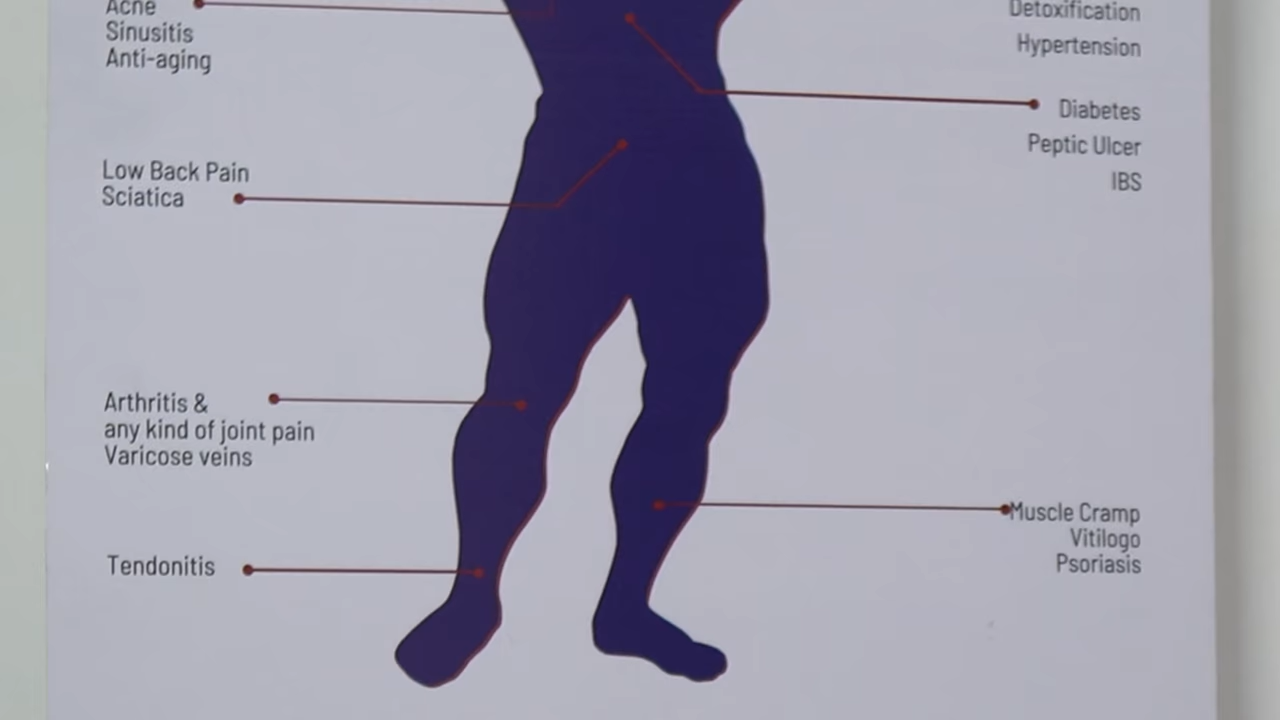 Acne
Sinusitis
Anti-aging
Low Back Pain
Sciatica
Arthritis &
any kind of joint pain
Varicose veins
Tendonitis
Detoxification
Hypertension
Diabetes
Peptic Ulcer
IBS
Muscle Cramp
Vitilogo
Psoriasis